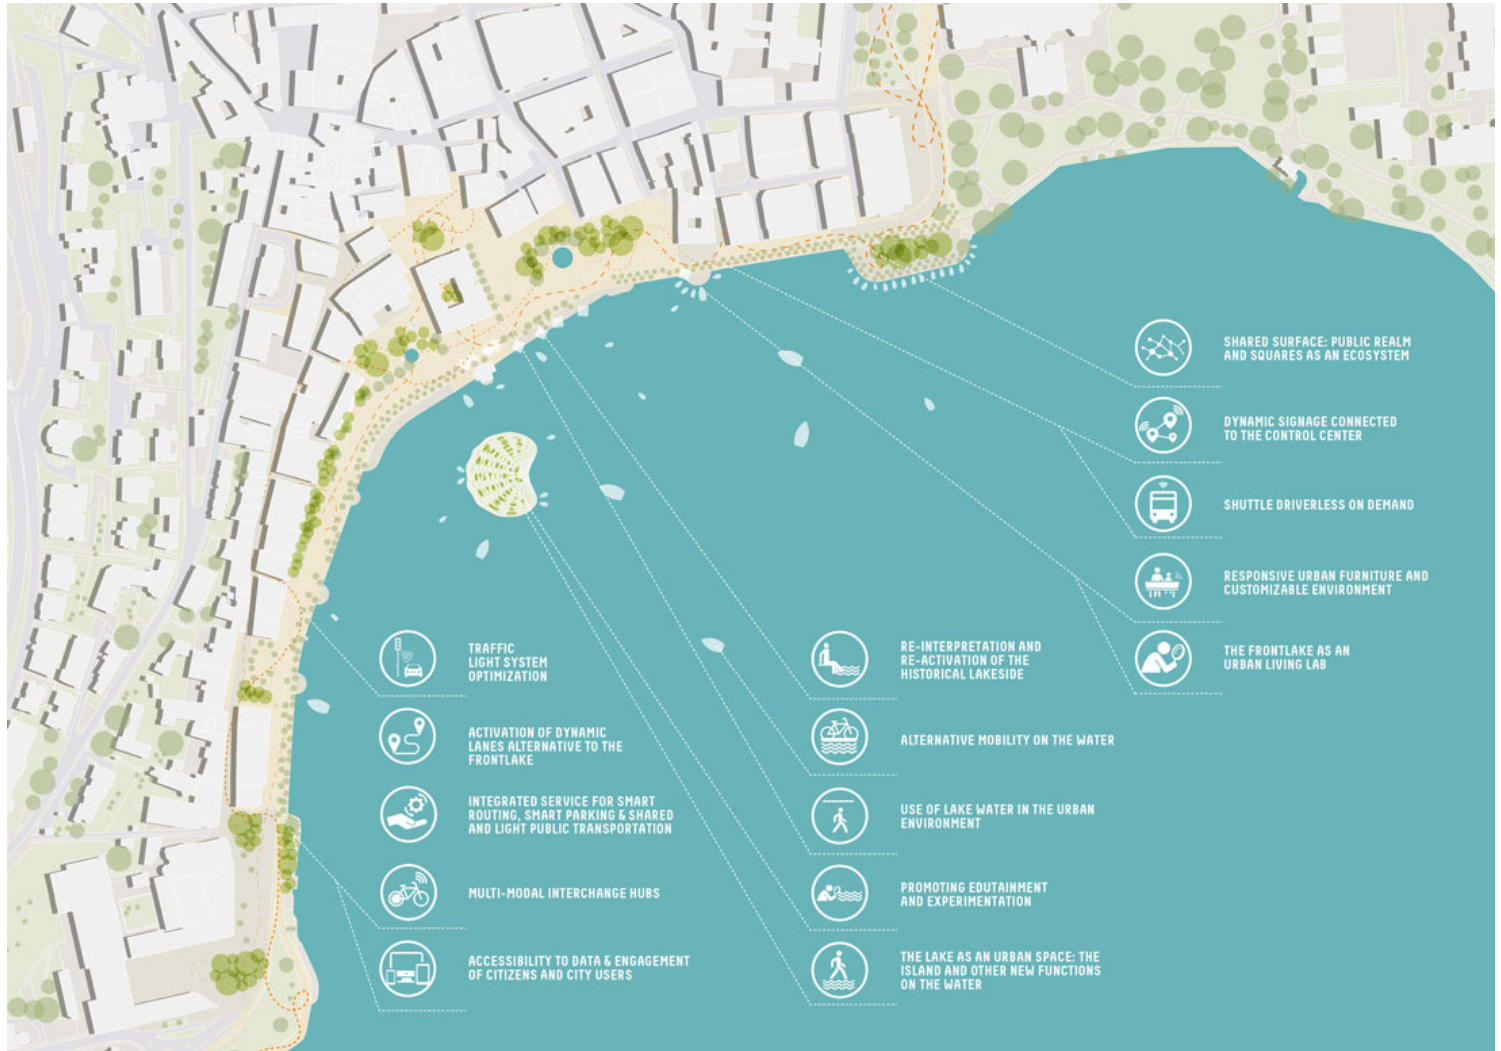 SHARED SURFACE: PUBLIC REALM
AND SQUARES AS AN ECOSYSTEM
DYNAMIC SIGNAGE CONNECTED
TO THE CONTROL CENTER
SHUTTLE DRIVERLESS ON DEMAND
RESPONSIVE URBAN FURNITURE AND
CUSTOMIZABLE ENVIRONMENT
THE FRONTLAKE AS AN
URBAN LIVING LAB
TRAFFIC
LIGHT SYSTEM
OPTIMIZATION
ACTIVATION OF DYNAMIC
LANES ALTERNATIVE TO THE
FRONTLAKE
INTEGRATED SERVICE FOR SMART
ROUTING, SMART PARKING & SHARED
AND LIGHT PUBLIC TRANSPORTATION
MULTI-MODAL INTERCHANGE HUBS
ACCESSIBILITY TO DATA & ENGAGEMENT
OF CITIZENS AND CITY USERS
RE-INTERPRETATION AND
RE-ACTIVATION OF THE
HISTORICAL LAKESIDE
ALTERNATIVE MOBILITY ON THE WATER
USE OF LAKE WATER IN THE URBAN
ENVIRONMENT
PROMOTING EDUTAINMENT
AND EXPERIMENTATION
THE LAKE AS AN URBAN SPACE: THE
ISLAND AND OTHER NEW FUNCTIONS
ON THE WATER